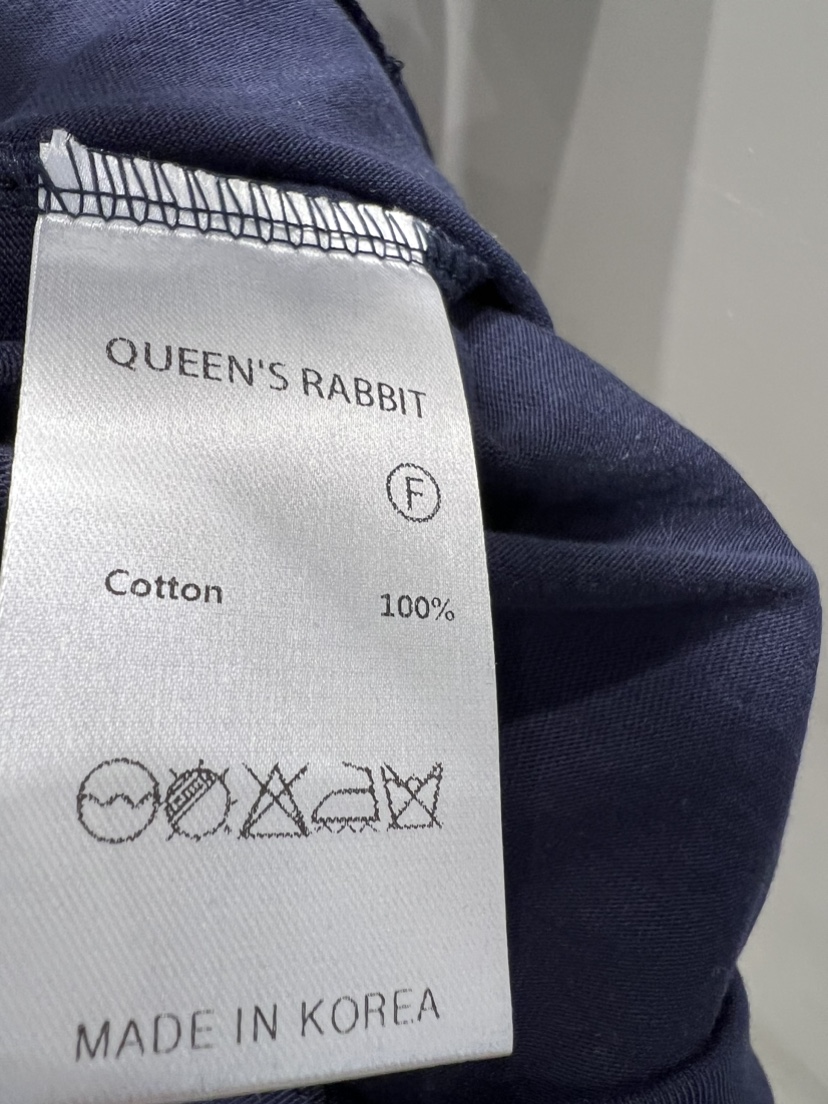 QUEEN'S RABBIT
F
Cotton 100%
MADE IN KOREA